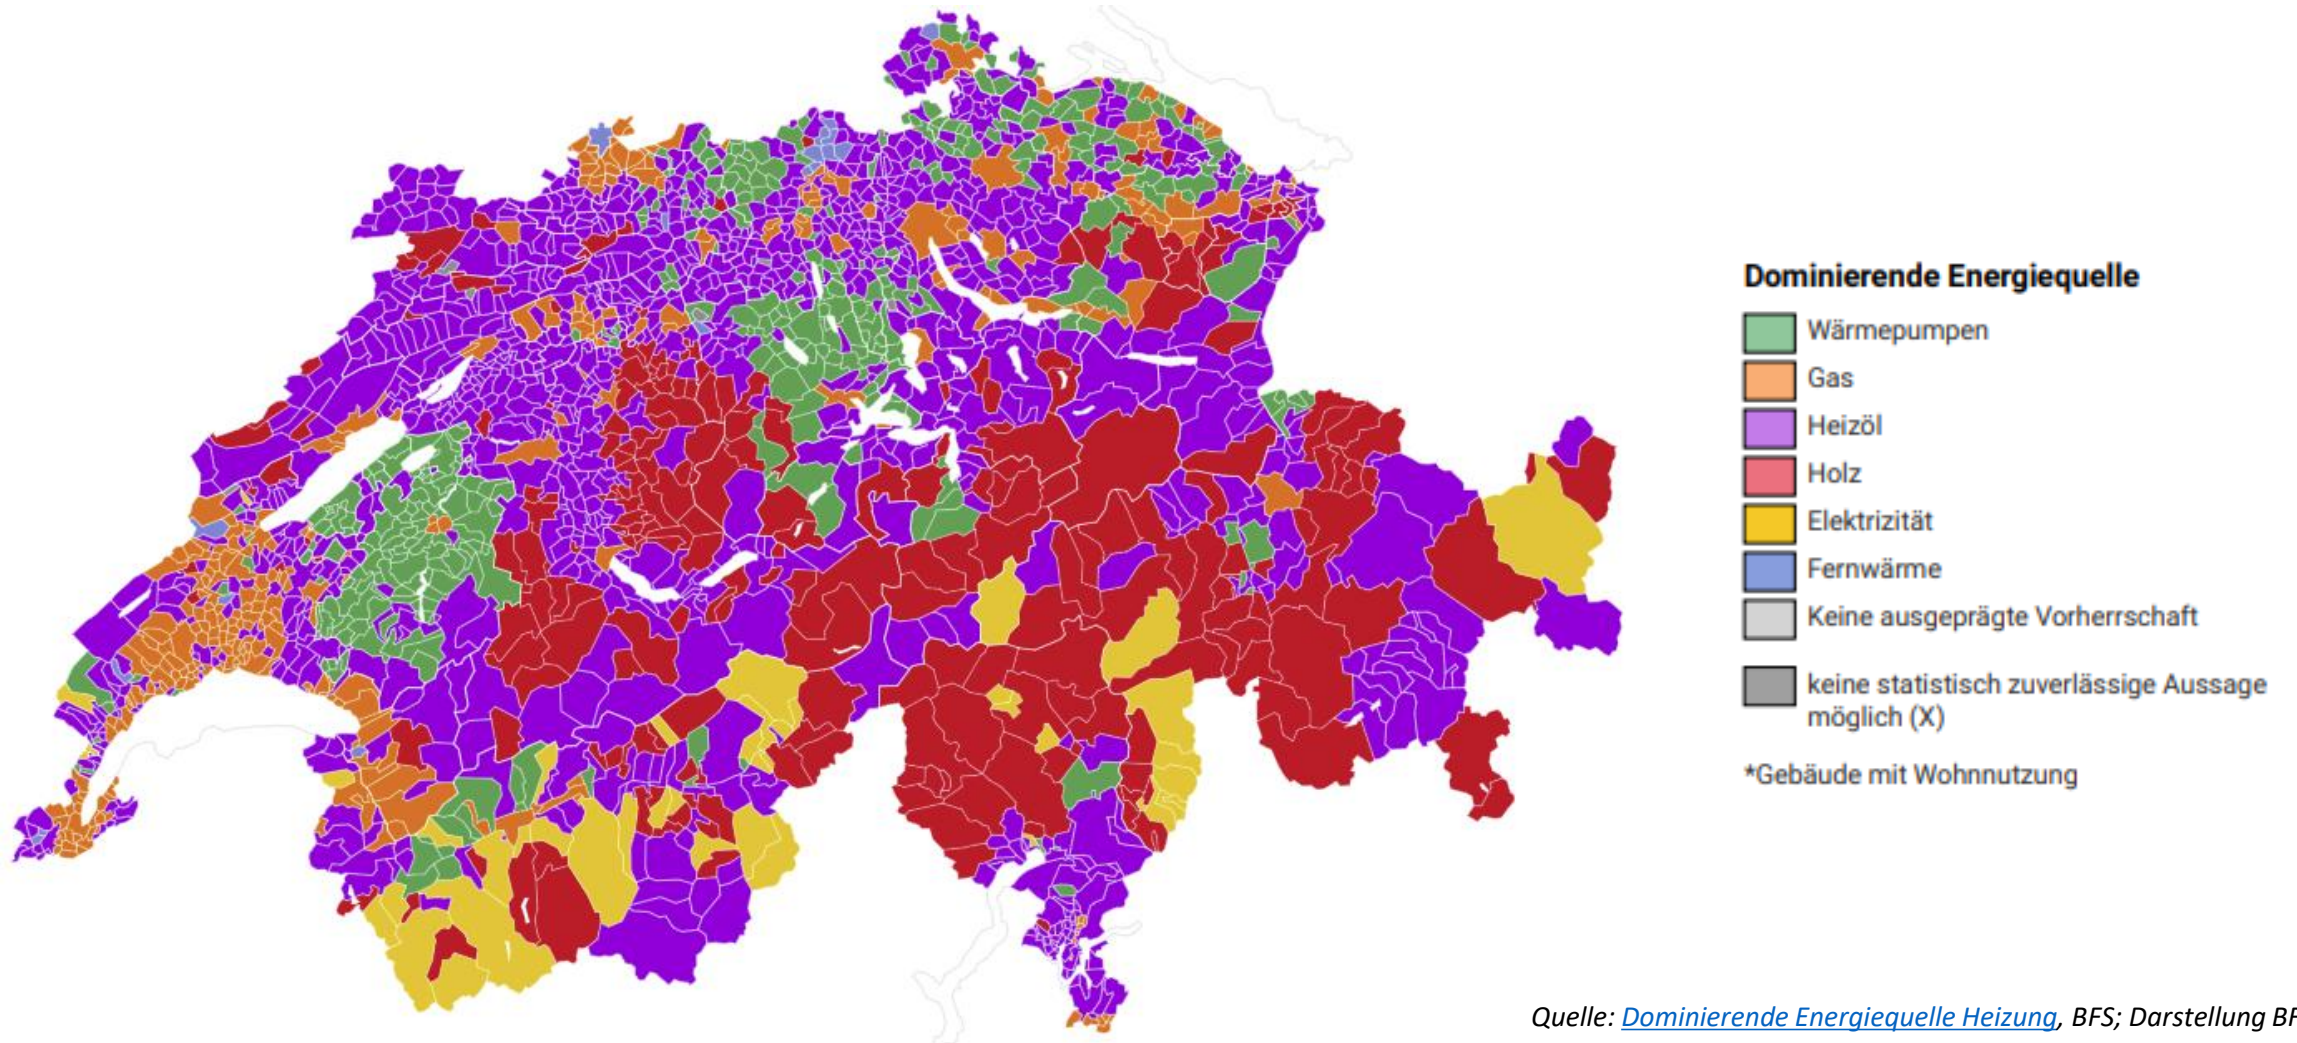 Dominierende Energiequelle
Wärmepumpen
Gas
Heizöl
Holz
Elektrizität
Fernwärme
Keine ausgeprägte Vorherrschaft
keine statistisch zuverlässige Aussage
möglich (X)
*Gebäude mit Wohnnutzung
Quelle: Dominierende Energiequelle Heizung, BFS; Darstellung